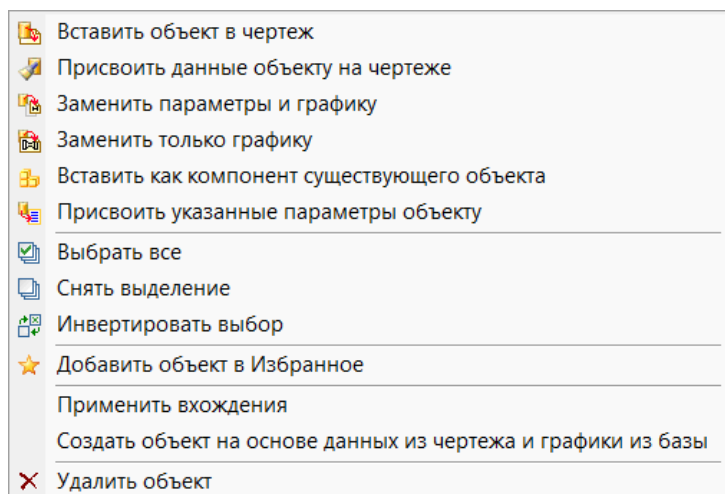 Вставить объект в чертеж
Присвоить данные объекту на чертеже
Заменить параметры и графику
Заменить только графику
Вставить как компонент существующего объекта
Присвоить указанные параметры объекту
Выбрать все
Снять выделение
Инвертировать выбор
Добавить объект в Избранное
Применить вхождения
Создать объект на основе данных из чертежа и графики из базы
Удалить объект